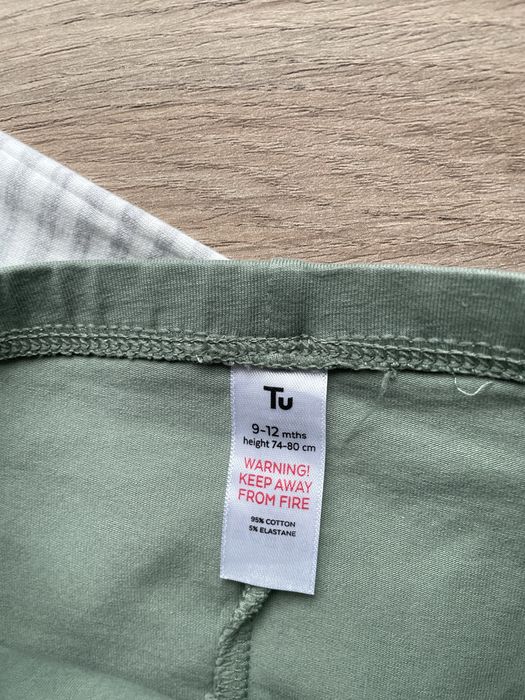 Tu
9-12 mths
height 74-80 cm
WARNING!
KEEP AWAY
FROM FIRE
95% COTTON
5% ELASTANE